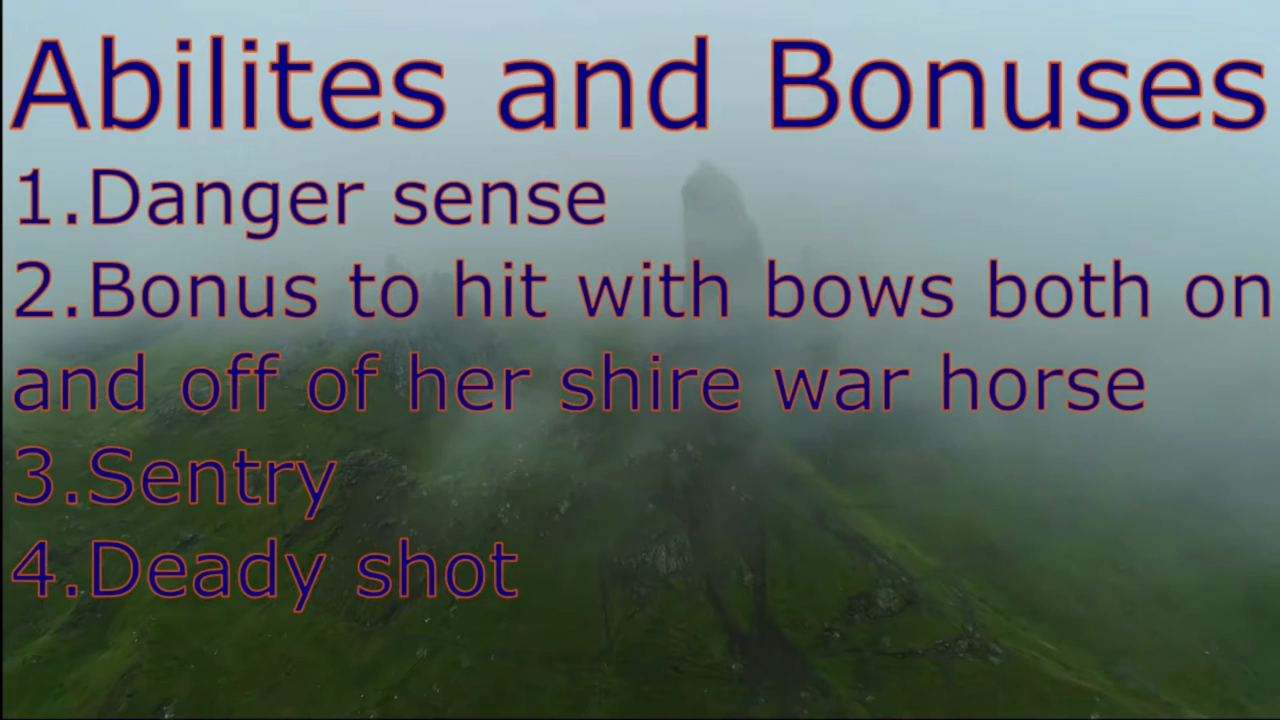 Abilites and Bonuses
1.Danger sense
2.Bonus to hit with bows both on
and off of her shire war horse
3.Sentry
4.Deady shot